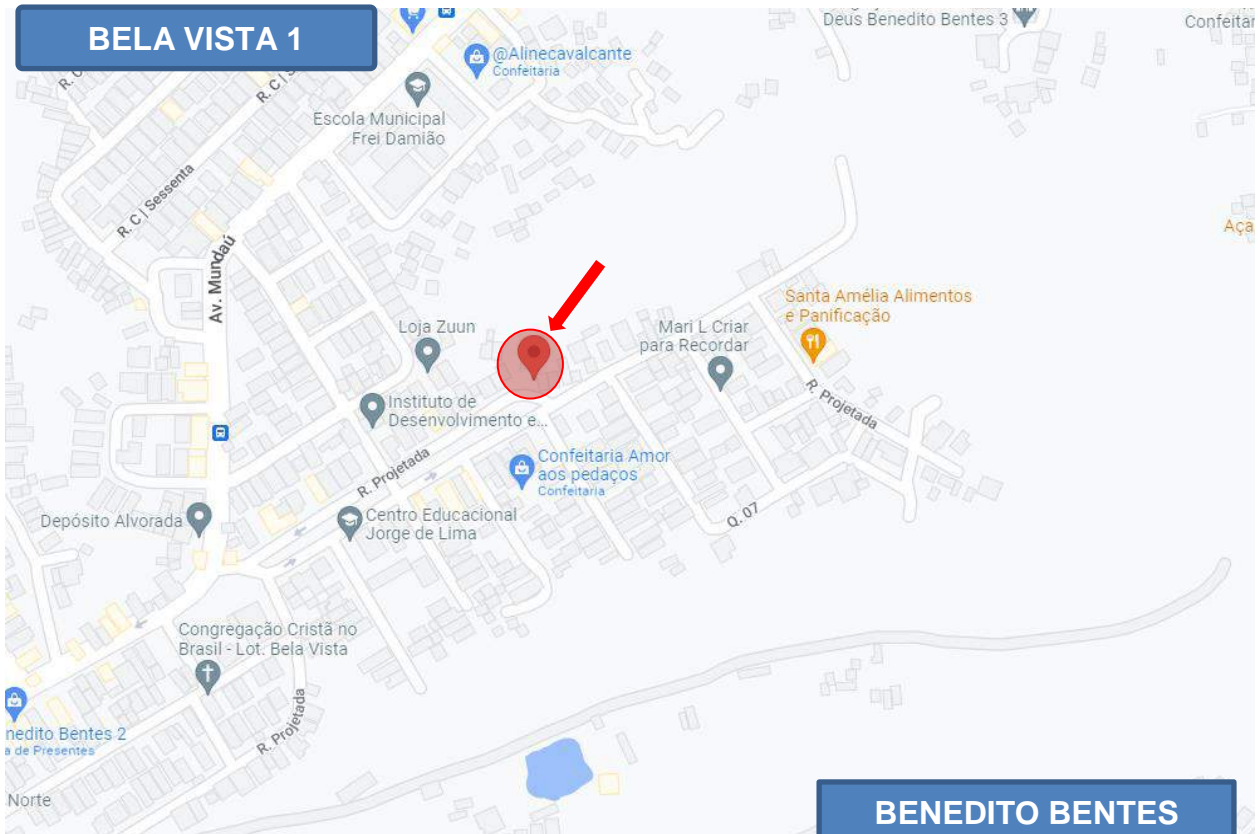 BELA VISTA 1
Deus Benedito Bentes 3
Confeitar
@Alinecavalcante
Confeitaria
R. C | Sessenta
R. C |
Escola Municipal
Frei Damião
Av. Mundaú
Aça
Santa Amélia Alimentos
e Panificação
Loja Zuun
Mari L Criar
para Recordar
Instituto de
Desenvolvimento e...
R. Projetada
R. Projetada
Confeitaria Amor
aos pedaços
Confeitaria
Q. 07
Depósito Alvorada
Centro Educacional
Jorge de Lima
Congregação Cristã no
Brasil - Lot. Bela Vista
R. Projetada
nedito Bentes 2
a de Presentes
Norte
BENEDITO BENTES